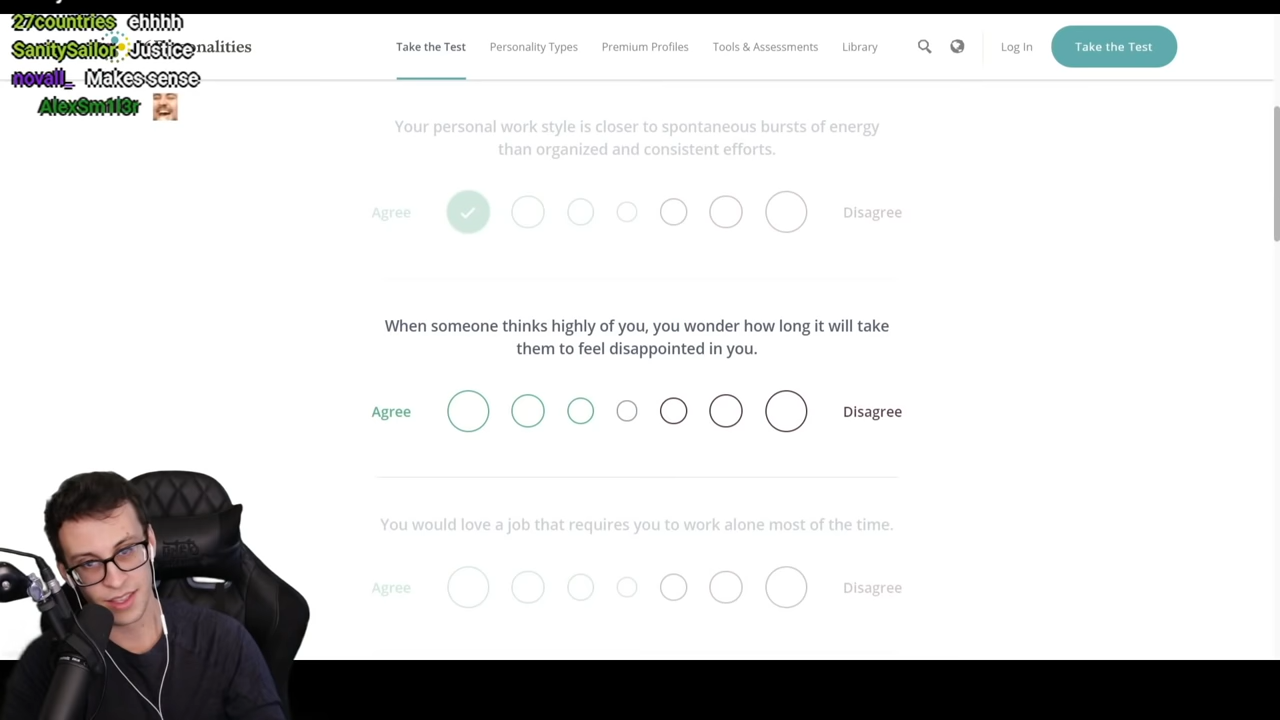 27countries ehhhh
SanitySailor Justice
novall_ Makes sense
AlexSm1l3r
onalities
Take the Test
Personality Types
Premium Profiles
Tools & Assessments
Library
Log In
Take the Test
Your personal work style is closer to spontaneous bursts of energy
than organized and consistent efforts.
Agree
Disagree
When someone thinks highly of you, you wonder how long it will take
them to feel disappointed in you.
Agree
Disagree
You would love a job that requires you to work alone most of the time.
Agree
Disagree